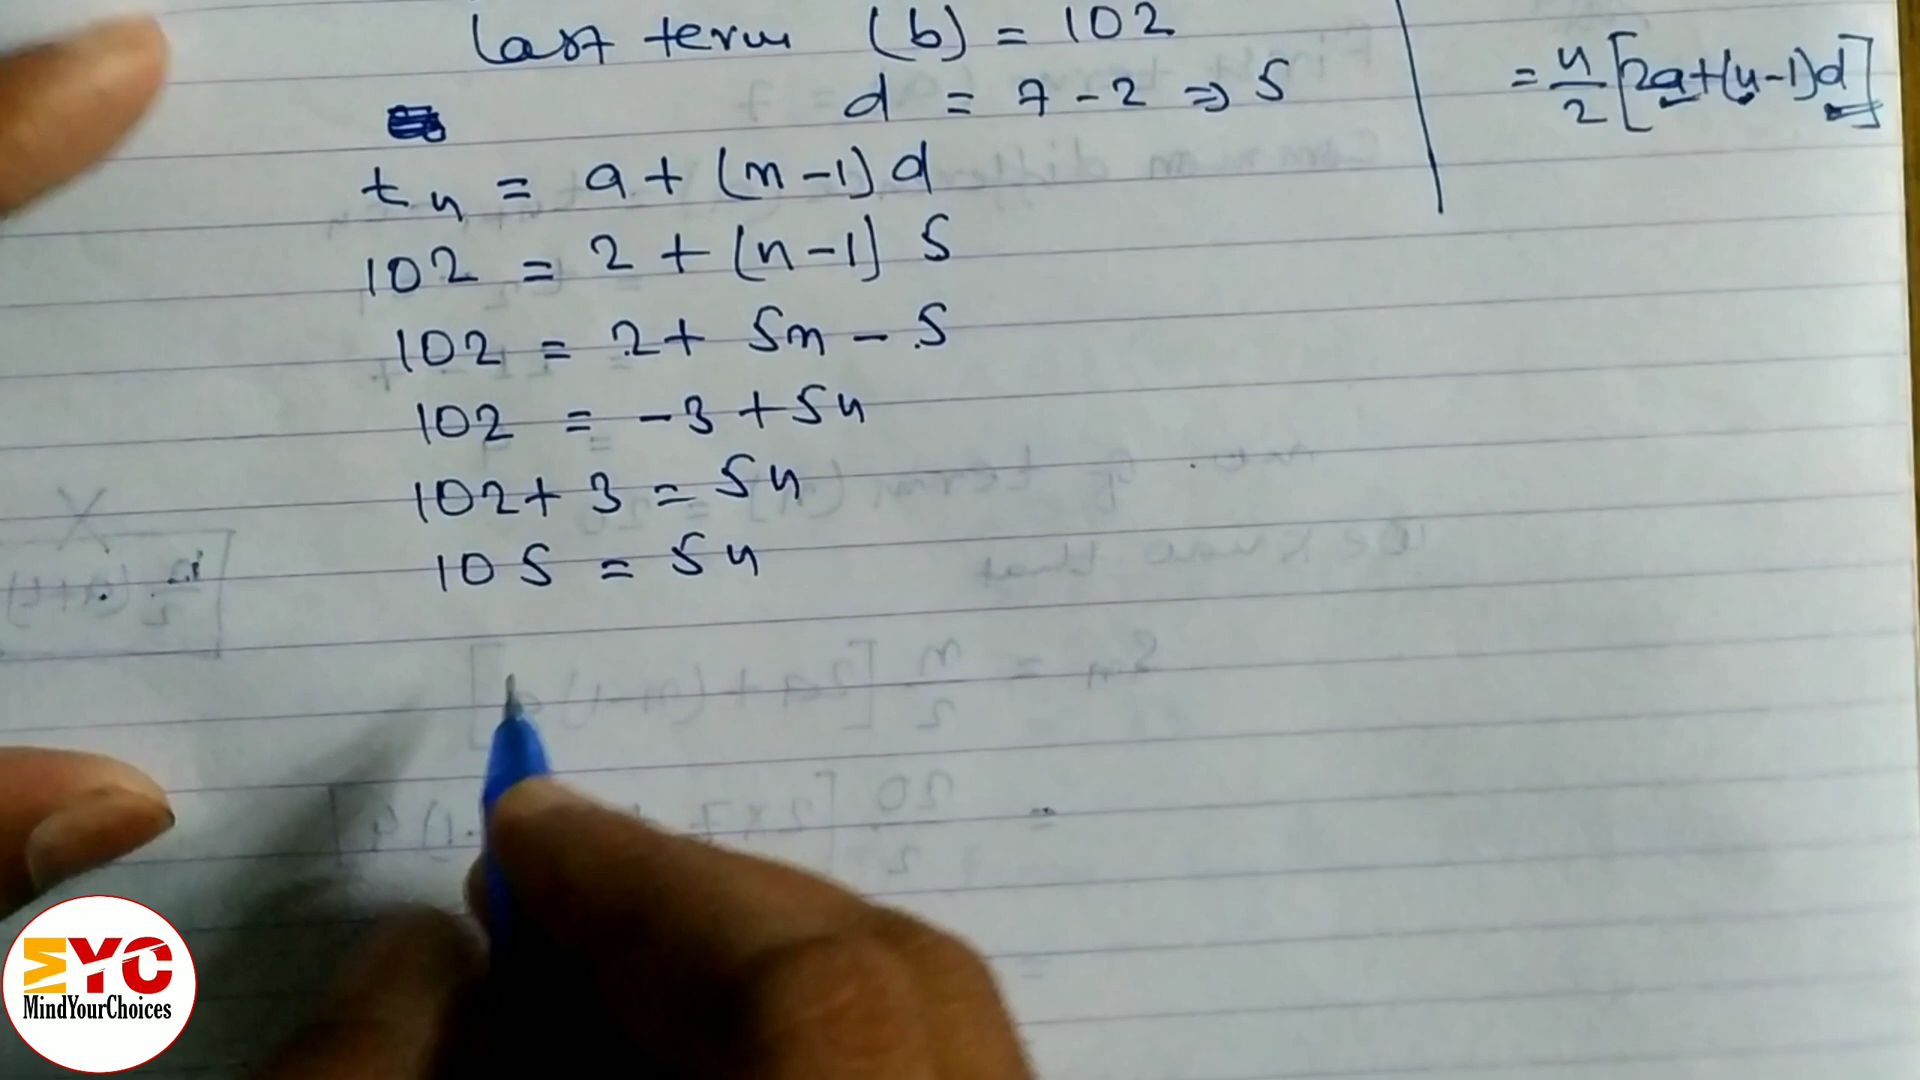 last term (b) = 102
d = 7 - 2 => 5
= n/2 [2a+(n-1)d]
tn = a + (n-1) d
102 = 2 + (n-1) 5
102 = 2 + 5n - 5
102 = -3 + 5n
102 + 3 = 5n
105 = 5n
MYC
MindYourChoices